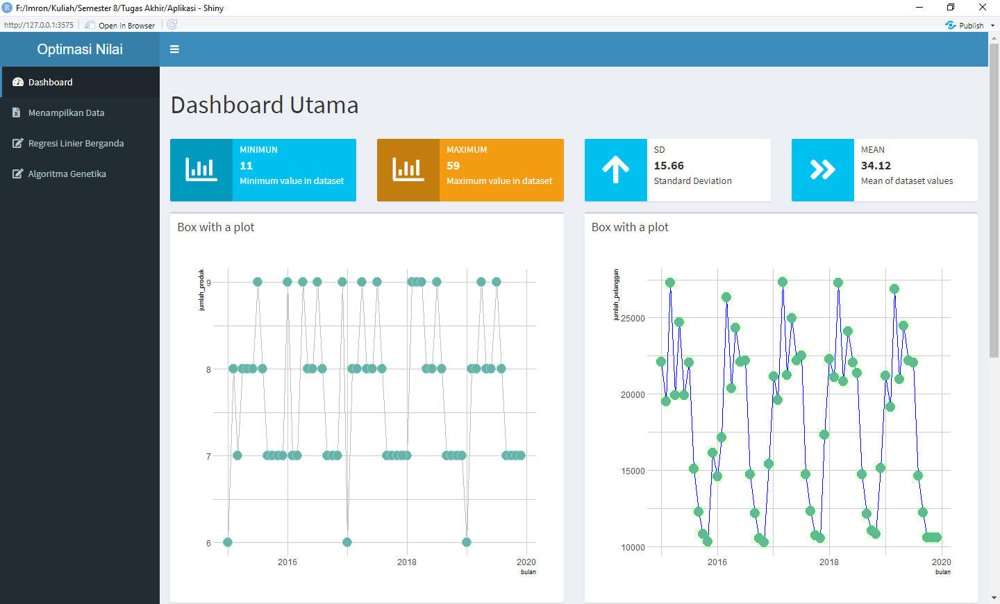 R F:/Imron/Kuliah/Semester 8/Tugas Akhir/Aplikasi - Shiny
http://127.0.0.1:3575 Open in Browser Publish
Optimasi Nilai
Dashboard
Menampilkan Data
Regresi Linier Berganda
Algoritma Genetika
Dashboard Utama
MINIMUN
11
Minimum value in dataset
MAXIMUM
59
Maximum value in dataset
SD
15.66
Standard Deviation
MEAN
34.12
Mean of dataset values
Box with a plot
jumlah_produk
9
8
7
6
2016 2018 2020
bulan
Box with a plot
jumlah_pelanggan
25000
20000
15000
10000
2016 2018 2020
bulan